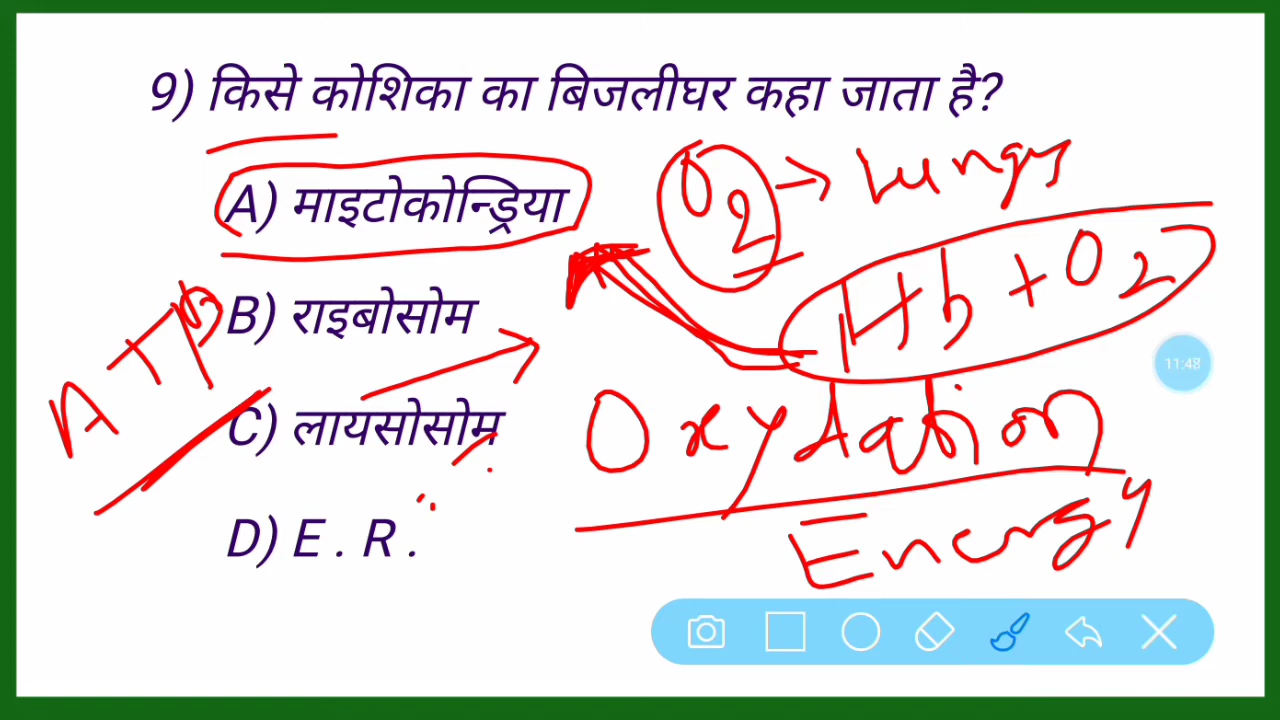 9) किसे कोशिका का बिजलीघर कहा जाता है?
A) माइटोकोन्ड्रिया
O2 → Lungs
Hb + O2
B) राइबोसोम
ATP
11:48
C) लायसोसोम
Oxydation
D) E . R .
Energy